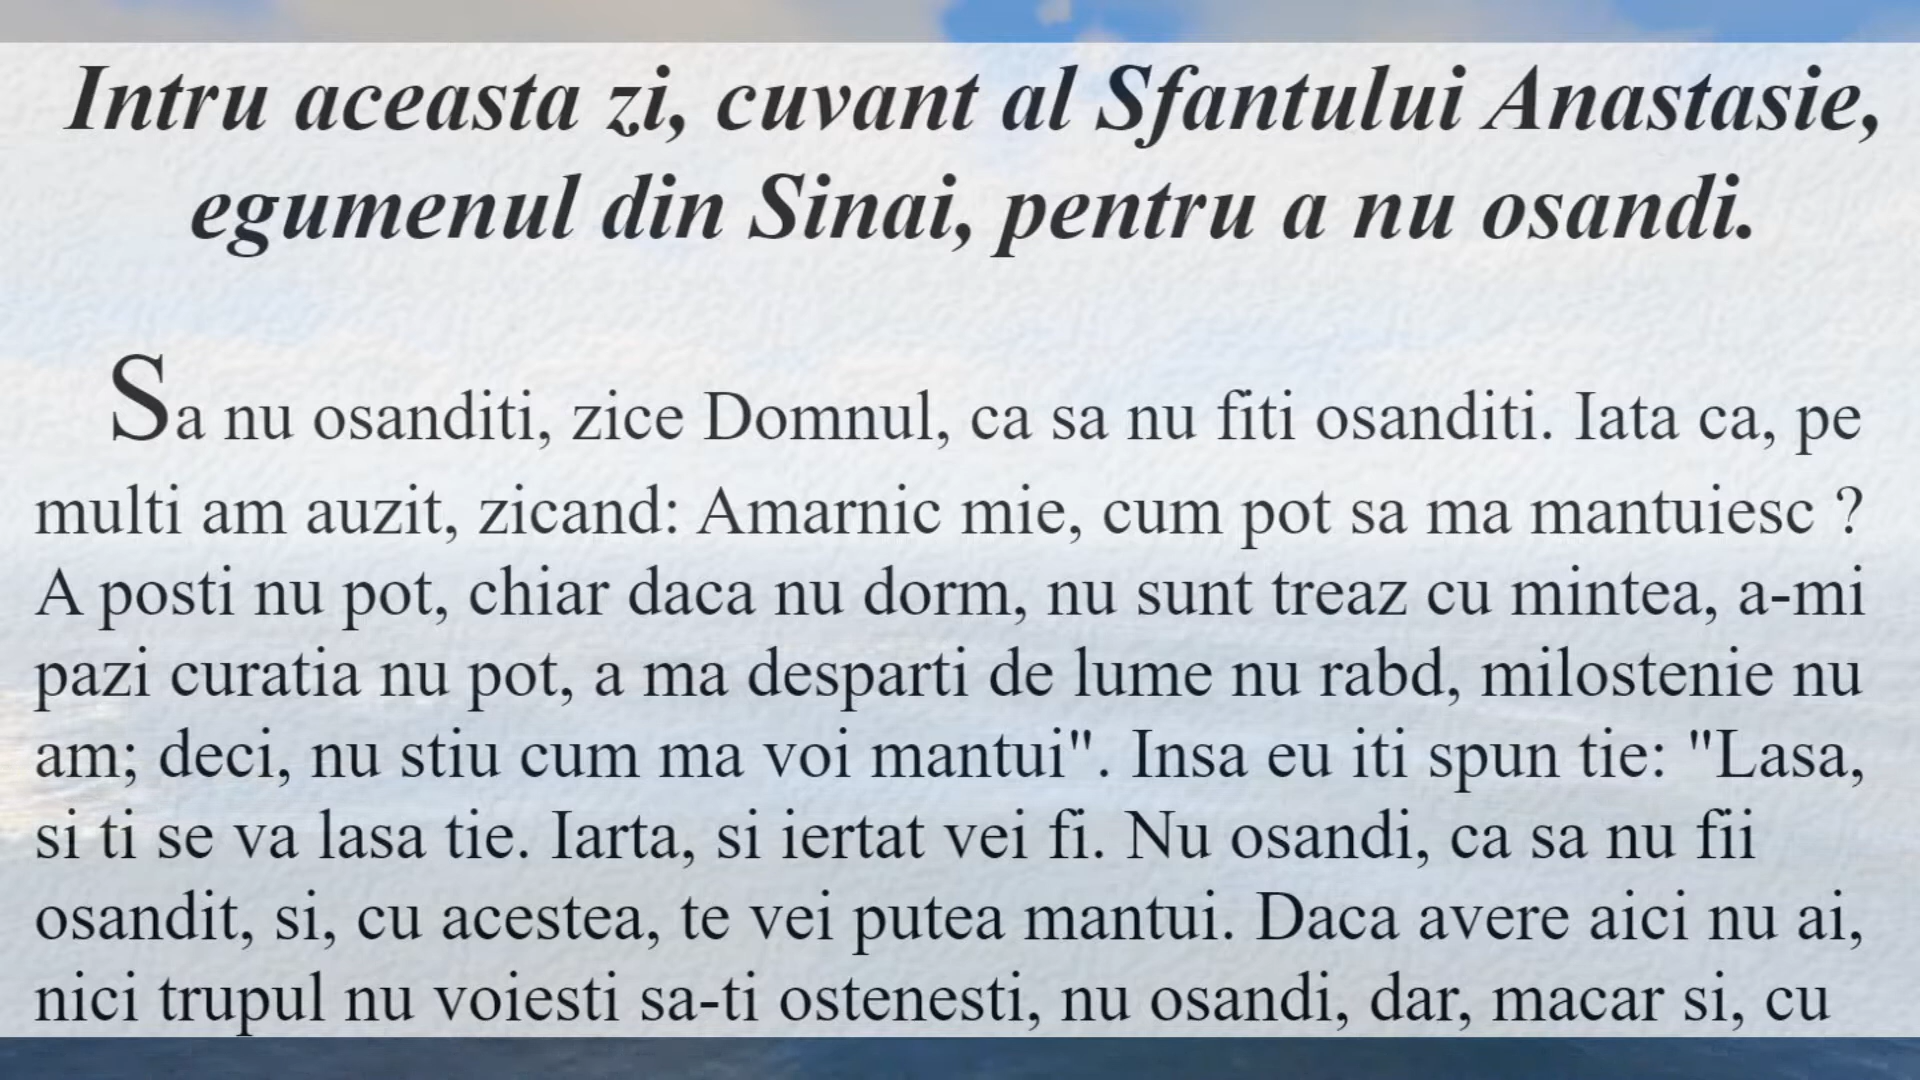 Intru aceasta zi, cuvant al Sfantului Anastasie,
egumenul din Sinai, pentru a nu osandi.
Sa nu osanditi, zice Domnul, ca sa nu fiti osanditi. Iata ca, pe
multi am auzit, zicand: Amarnic mie, cum pot sa ma mantuiesc ?
A posti nu pot, chiar daca nu dorm, nu sunt treaz cu mintea, a-mi
pazi curatia nu pot, a ma desparti de lume nu rabd, milostenie nu
am; deci, nu stiu cum ma voi mantui". Insa eu iti spun tie: "Lasa,
si ti se va lasa tie. Iarta, si iertat vei fi. Nu osandi, ca sa nu fii
osandit, si, cu acestea, te vei putea mantui. Daca avere aici nu ai,
nici trupul nu voiesti sa-ti ostenesti, nu osandi, dar, macar si, cu